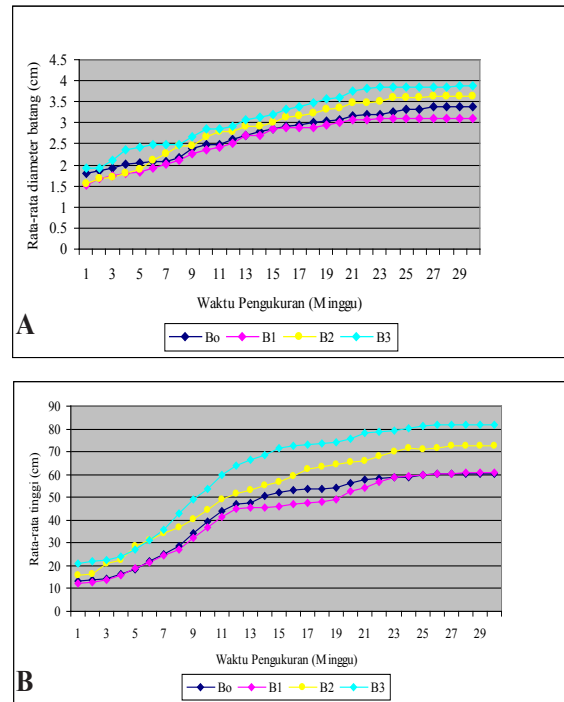 Rata-rata diameter batang (cm)
4.5
4
3.5
3
2.5
2
1.5
1
0.5
0
1 3 5 7 9 11 13 15 17 19 21 23 25 27 29
Waktu Pengukuran (Minggu)
A
Bo B1 B2 B3
Rata-rata tinggi (cm)
90
80
70
60
50
40
30
20
10
0
1 3 5 7 9 11 13 15 17 19 21 23 25 27 29
Waktu Pengukuran (Minggu)
B
Bo B1 B2 B3